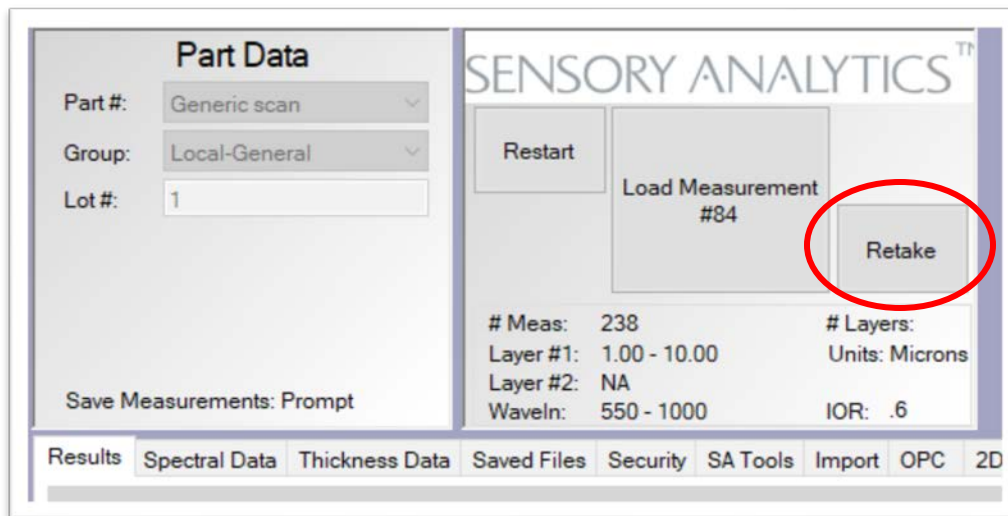 Part Data
Part #: Generic scan
Group: Local-General
Lot #: 1
Save Measurements: Prompt
SENSORY ANALYTICS™
Restart
Load Measurement
#84
Retake
# Meas: 238 # Layers:
Layer #1: 1.00 - 10.00 Units: Microns
Layer #2: NA
Waveln: 550 - 1000 IOR: .6
Results Spectral Data Thickness Data Saved Files Security SA Tools Import OPC 2D